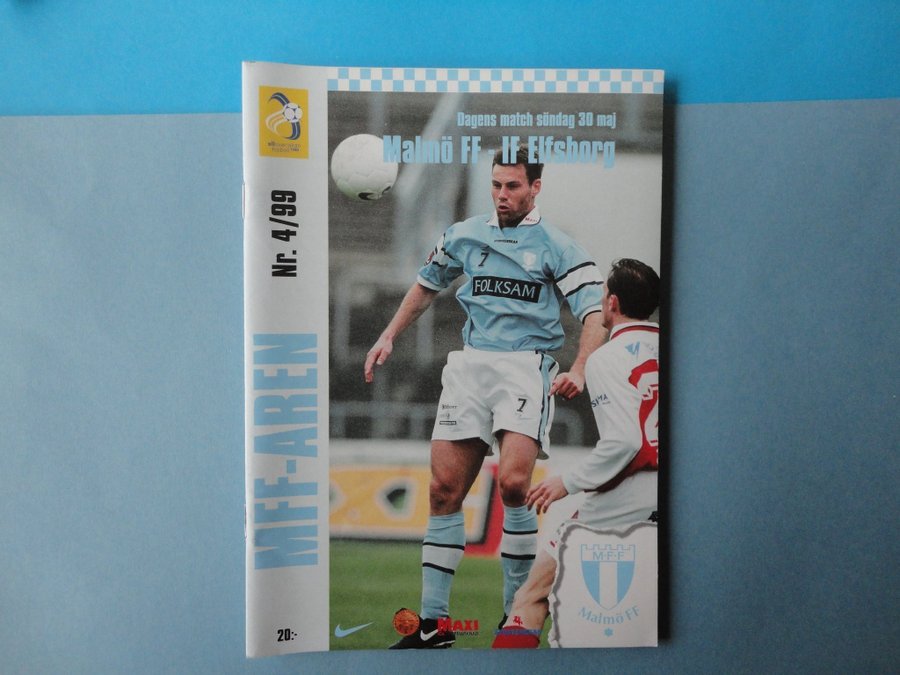 Nr. 4/99
MFF-AREN
20:-
Dagens match söndag 30 maj
Malmö FF - IF Elfsborg
7
FOLKSAM
7
2
MAXI
M-F-F
Malmö FF